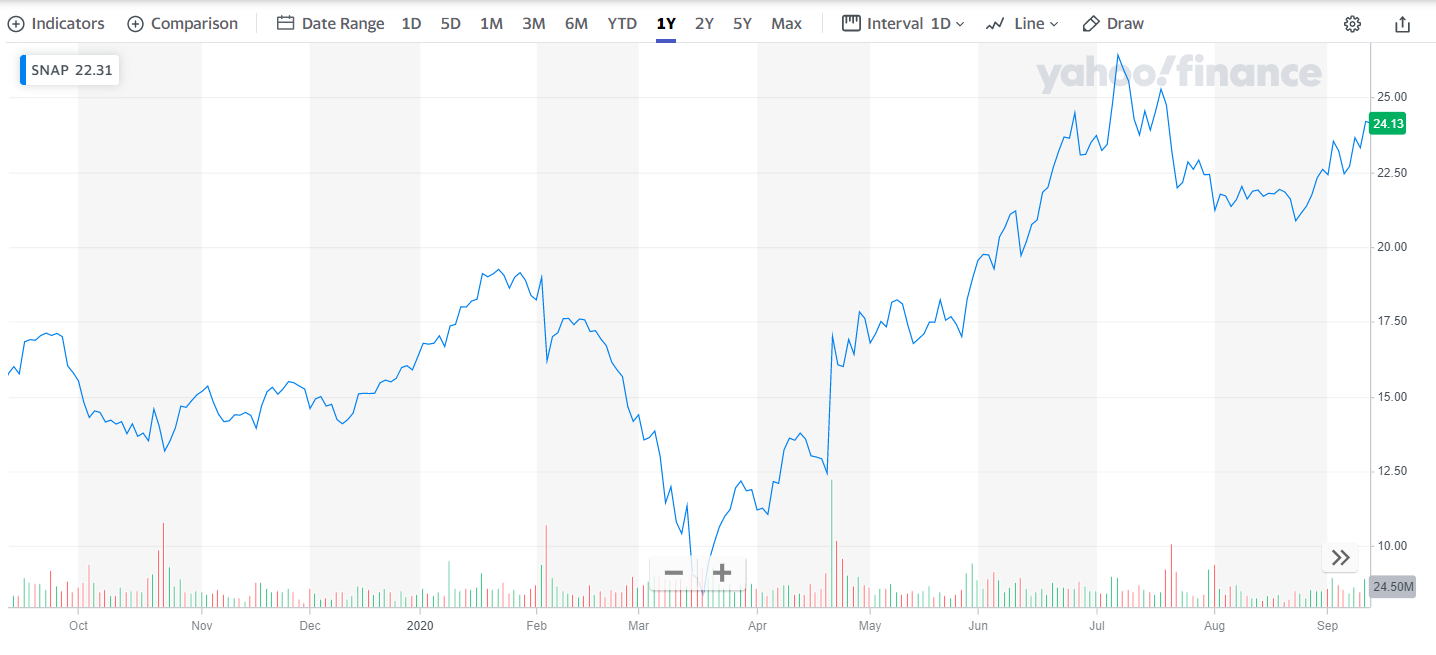 Indicators Comparison Date Range 1D 5D 1M 3M 6M YTD 1Y 2Y 5Y Max Interval 1D Line Draw
SNAP 22.31
yahoo!finance
25.00
24.13
22.50
20.00
17.50
15.00
12.50
10.00
24.50M
Oct Nov Dec 2020 Feb Mar Apr May Jun Jul Aug Sep